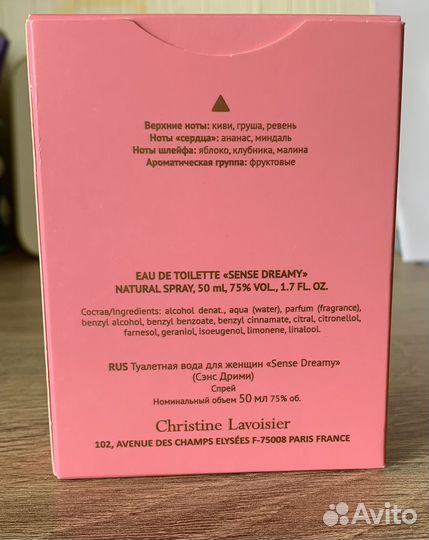 Верхние ноты: киви, груша, ревень
Ноты «сердца»: ананас, миндаль
Ноты шлейфа: яблоко, клубника, малина
Ароматическая группа: фруктовые
EAU DE TOILETTE «SENSE DREAMY»
NATURAL SPRAY, 50 ml, 75% VOL., 1.7 FL. OZ.
Состав/Ingredients: alcohol denat., aqua (water), parfum (fragrance),
benzyl alcohol, benzyl benzoate, benzyl cinnamate, citral, citronellol,
farnesol, geraniol, isoeugenol, limonene, linalool.
RUS Туалетная вода для женщин «Sense Dreamy»
(Сэнс Дрими)
Спрей
Номинальный объем 50 МЛ 75% об.
Christine Lavoisier
102, AVENUE DES CHAMPS ELYSÉES F-75008 PARIS FRANCE
Avito